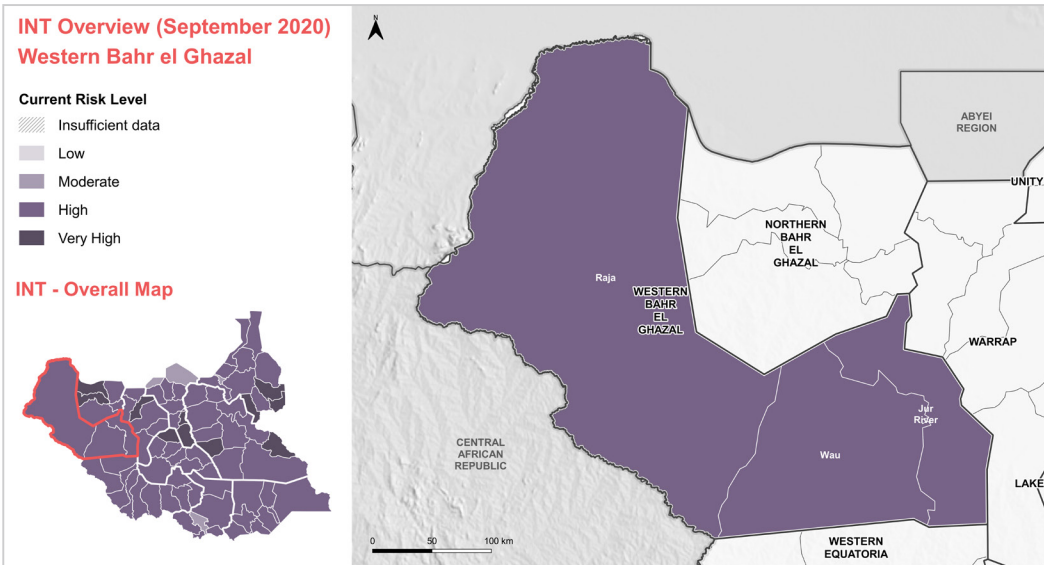 INT Overview (September 2020)
Western Bahr el Ghazal
Current Risk Level
Insufficient data
Low
Moderate
High
Very High
INT - Overall Map
N
ABYEI
REGION
UNITY
NORTHERN
BAHR
EL
GHAZAL
Raja
WESTERN
BAHR
EL
GHAZAL
WARRAP
Jur
River
Wau
CENTRAL
AFRICAN
REPUBLIC
LAKE
WESTERN
EQUATORIA
0 50 100 km